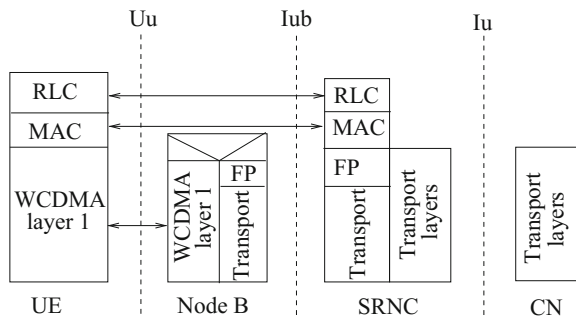 Uu
Iub
Iu
RLC
RLC
MAC
MAC
FP
FP
WCDMA
layer 1
WCDMA
layer 1
Transport
Transport
Transport
layers
Transport
layers
UE
Node B
SRNC
CN